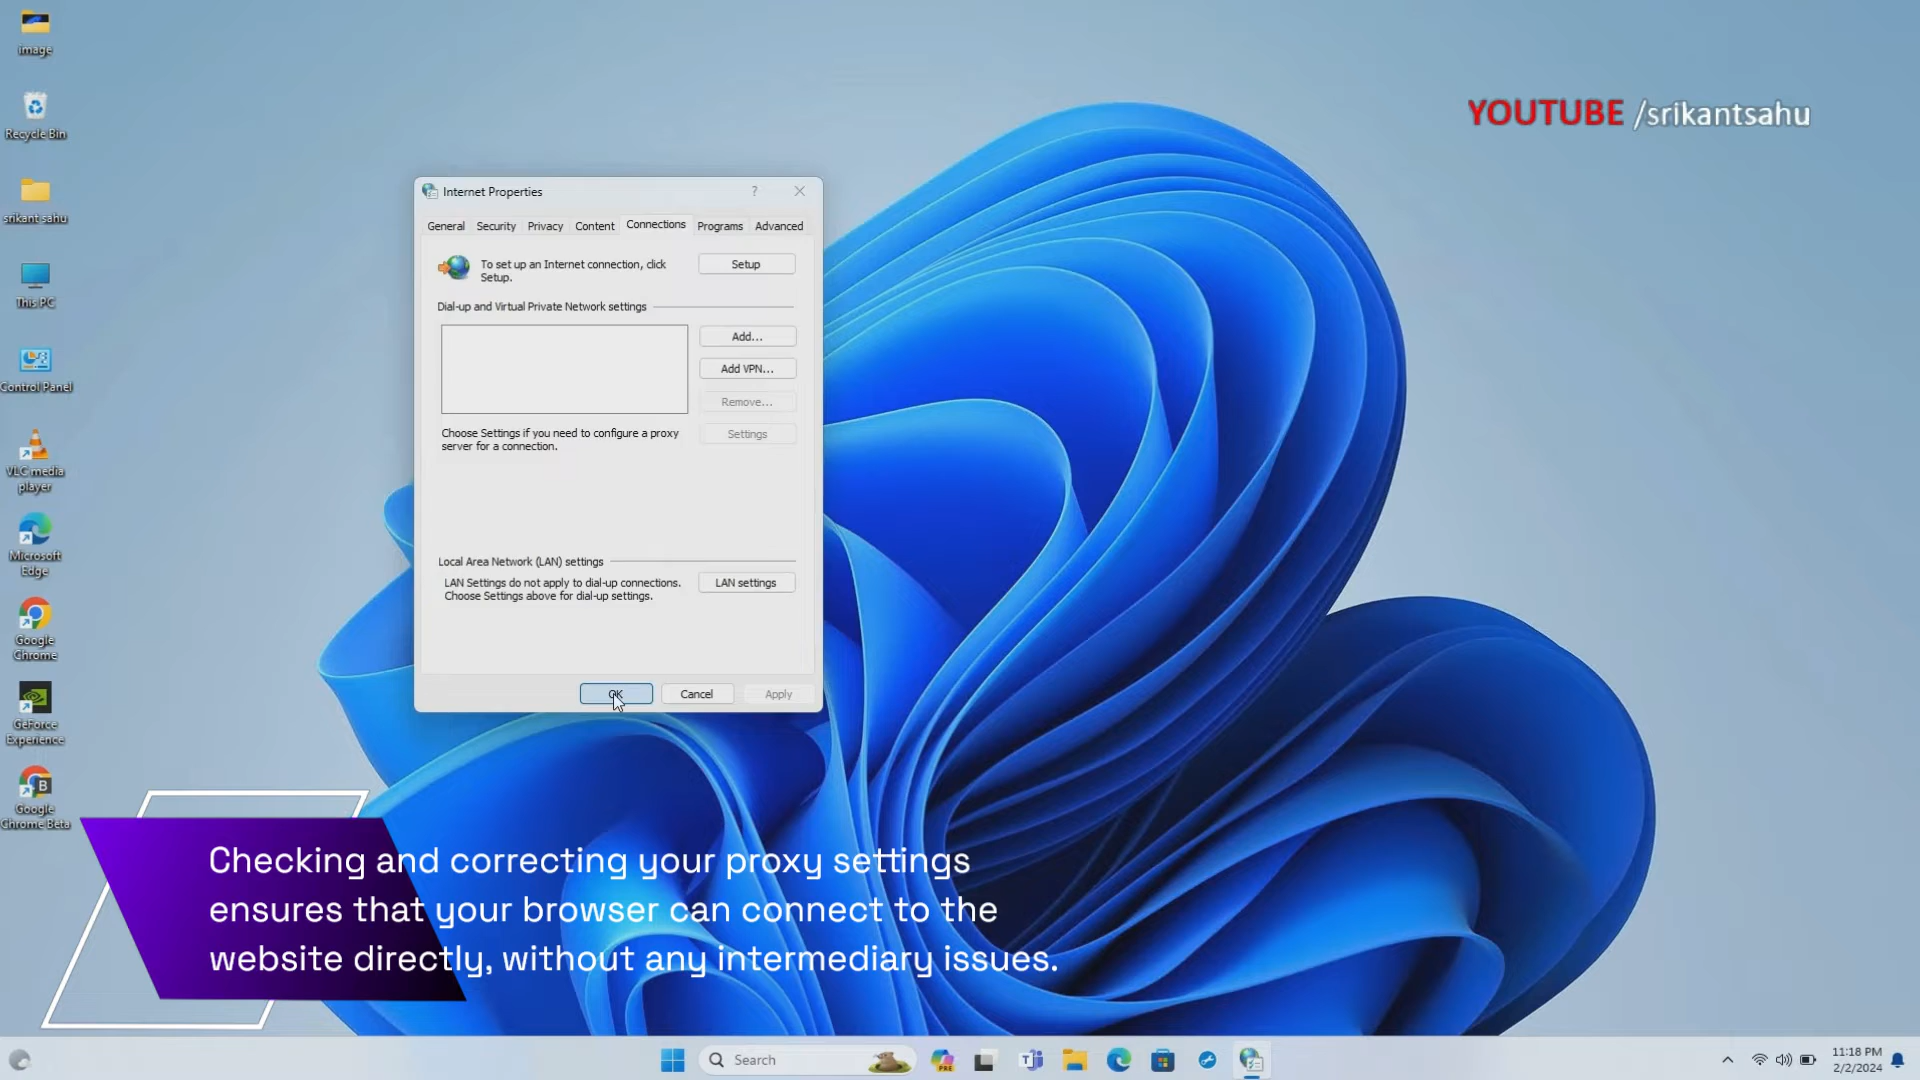 image
Recycle Bin
srikant sahu
This PC
Control Panel
VLC media
player
Microsoft
Edge
Google
Chrome
GeForce
Experience
Google
Chrome Beta
YOUTUBE /srikantsahu
Internet Properties
?
General Security Privacy Content Connections Programs Advanced
To set up an Internet connection, click
Setup.
Setup
Dial-up and Virtual Private Network settings
Add...
Add VPN...
Remove...
Choose Settings if you need to configure a proxy
server for a connection.
Settings
Local Area Network (LAN) settings
LAN Settings do not apply to dial-up connections.
Choose Settings above for dial-up settings.
LAN settings
OK
Cancel
Apply
Checking and correcting your proxy settings
ensures that your browser can connect to the
website directly, without any intermediary issues.
Search
PRE
11:18 PM
2/2/2024